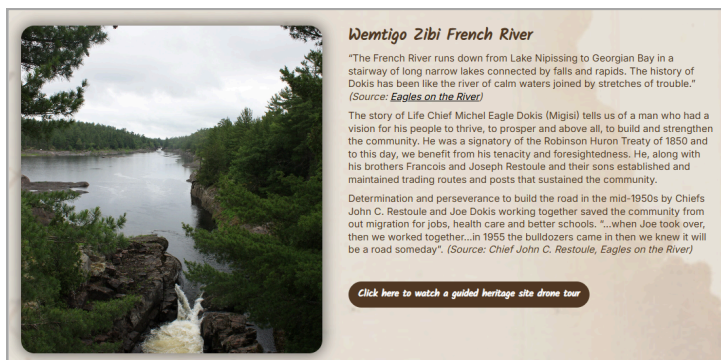 Wemtigo Zibi French River
“The French River runs down from Lake Nipissing to Georgian Bay in a
stairway of long narrow lakes connected by falls and rapids. The history of
Dokis has been like the river of calm waters joined by stretches of trouble.”
(Source: Eagles on the River)
The story of Life Chief Michel Eagle Dokis (Migisi) tells us of a man who had a
vision for his people to thrive, to prosper and above all, to build and strengthen
the community. He was a signatory of the Robinson Huron Treaty of 1850 and
to this day, we benefit from his tenacity and foresightedness. He, along with
his brothers Francois and Joseph Restoule and their sons established and
maintained trading routes and posts that sustained the community.
Determination and perseverance to build the road in the mid-1950s by Chiefs
John C. Restoule and Joe Dokis working together saved the community from
out migration for jobs, health care and better schools. “...when Joe took over,
then we worked together...in 1955 the bulldozers came in then we knew it will
be a road someday”. (Source: Chief John C. Restoule, Eagles on the River)
Click here to watch a guided heritage site drone tour